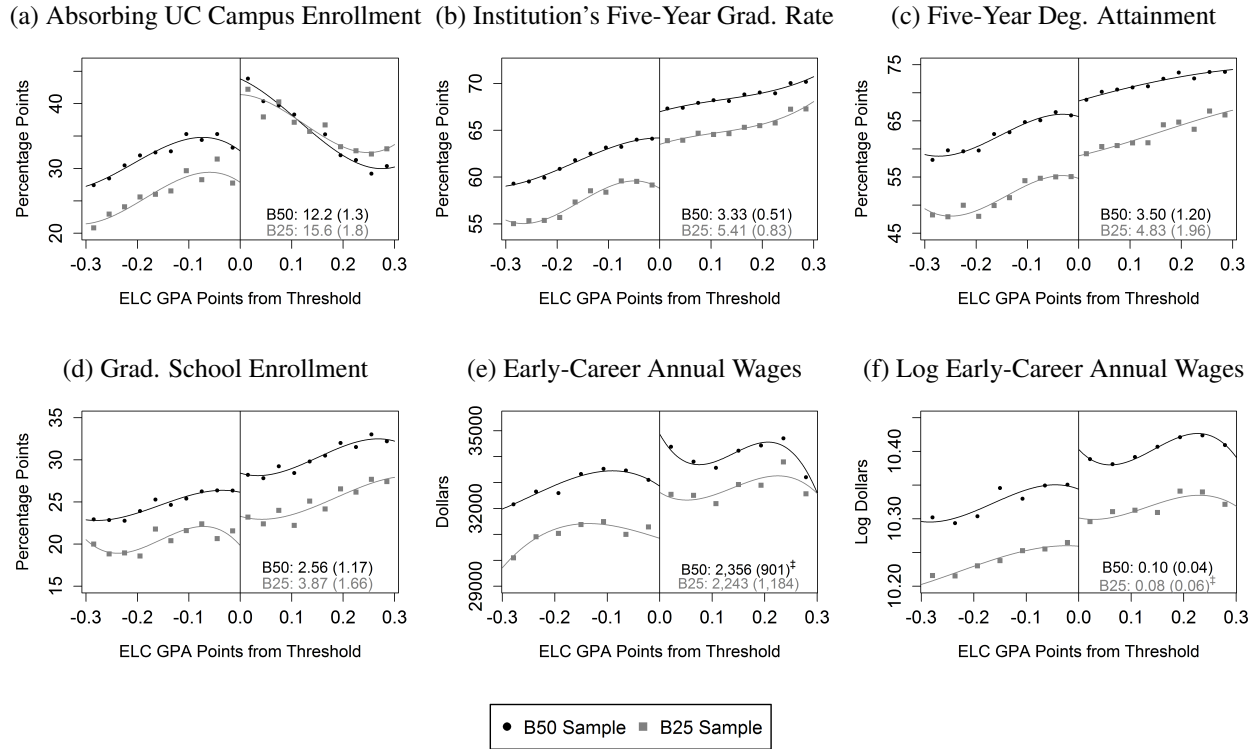 (a) Absorbing UC Campus Enrollment
(b) Institution's Five-Year Grad. Rate
(c) Five-Year Deg. Attainment
Percentage Points
20 30 40
B50: 12.2 (1.3)
B25: 15.6 (1.8)
-0.3 -0.2 -0.1 0.0 0.1 0.2 0.3
ELC GPA Points from Threshold
Percentage Points
55 60 65 70
B50: 3.33 (0.51)
B25: 5.41 (0.83)
-0.3 -0.2 -0.1 0.0 0.1 0.2 0.3
ELC GPA Points from Threshold
Percentage Points
45 55 65 75
B50: 3.50 (1.20)
B25: 4.83 (1.96)
-0.3 -0.2 -0.1 0.0 0.1 0.2 0.3
ELC GPA Points from Threshold
(d) Grad. School Enrollment
(e) Early-Career Annual Wages
(f) Log Early-Career Annual Wages
Percentage Points
15 20 25 30 35
B50: 2.56 (1.17)
B25: 3.87 (1.66)
-0.3 -0.2 -0.1 0.0 0.1 0.2 0.3
ELC GPA Points from Threshold
Dollars
29000 32000 35000
B50: 2,356 (901)‡
B25: 2,243 (1,184)
-0.3 -0.2 -0.1 0.0 0.1 0.2 0.3
ELC GPA Points from Threshold
Log Dollars
10.20 10.30 10.40
B50: 0.10 (0.04)
B25: 0.08 (0.06)‡
-0.3 -0.2 -0.1 0.0 0.1 0.2 0.3
ELC GPA Points from Threshold
B50 Sample B25 Sample